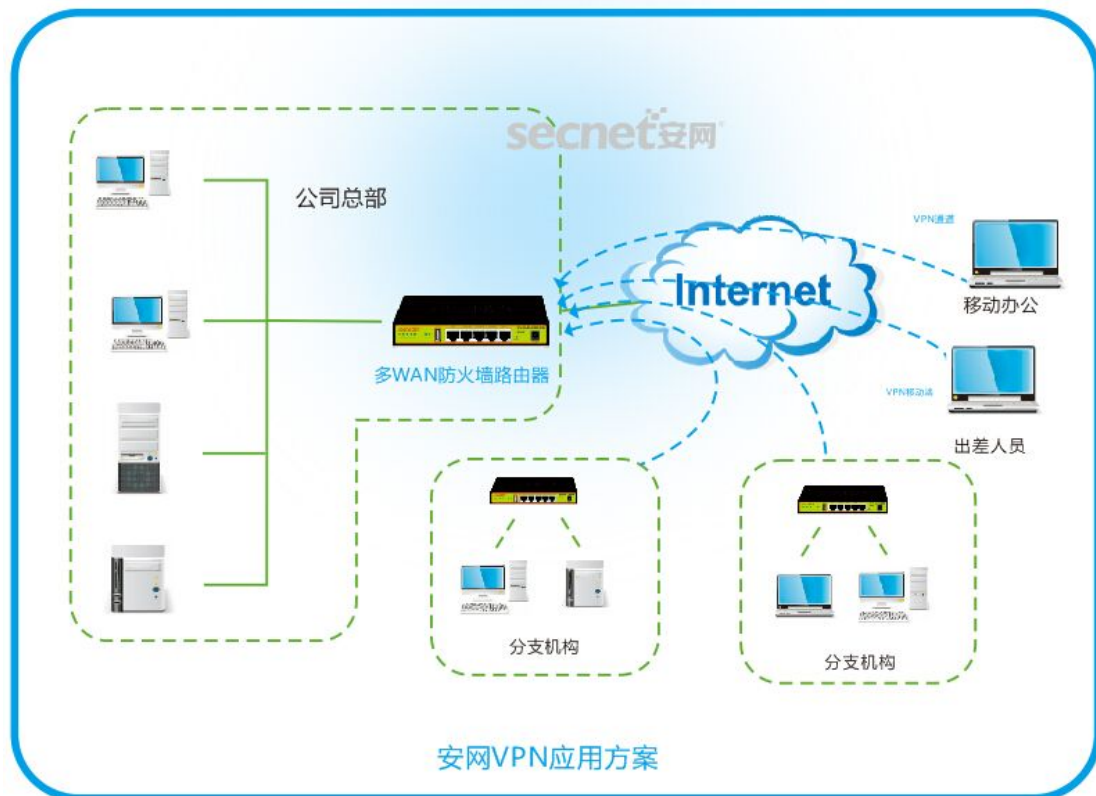 secnet安网
公司总部
VPN通道
Internet
移动办公
多WAN防火墙路由器
VPN移动端
出差人员
分支机构
分支机构
安网VPN应用方案